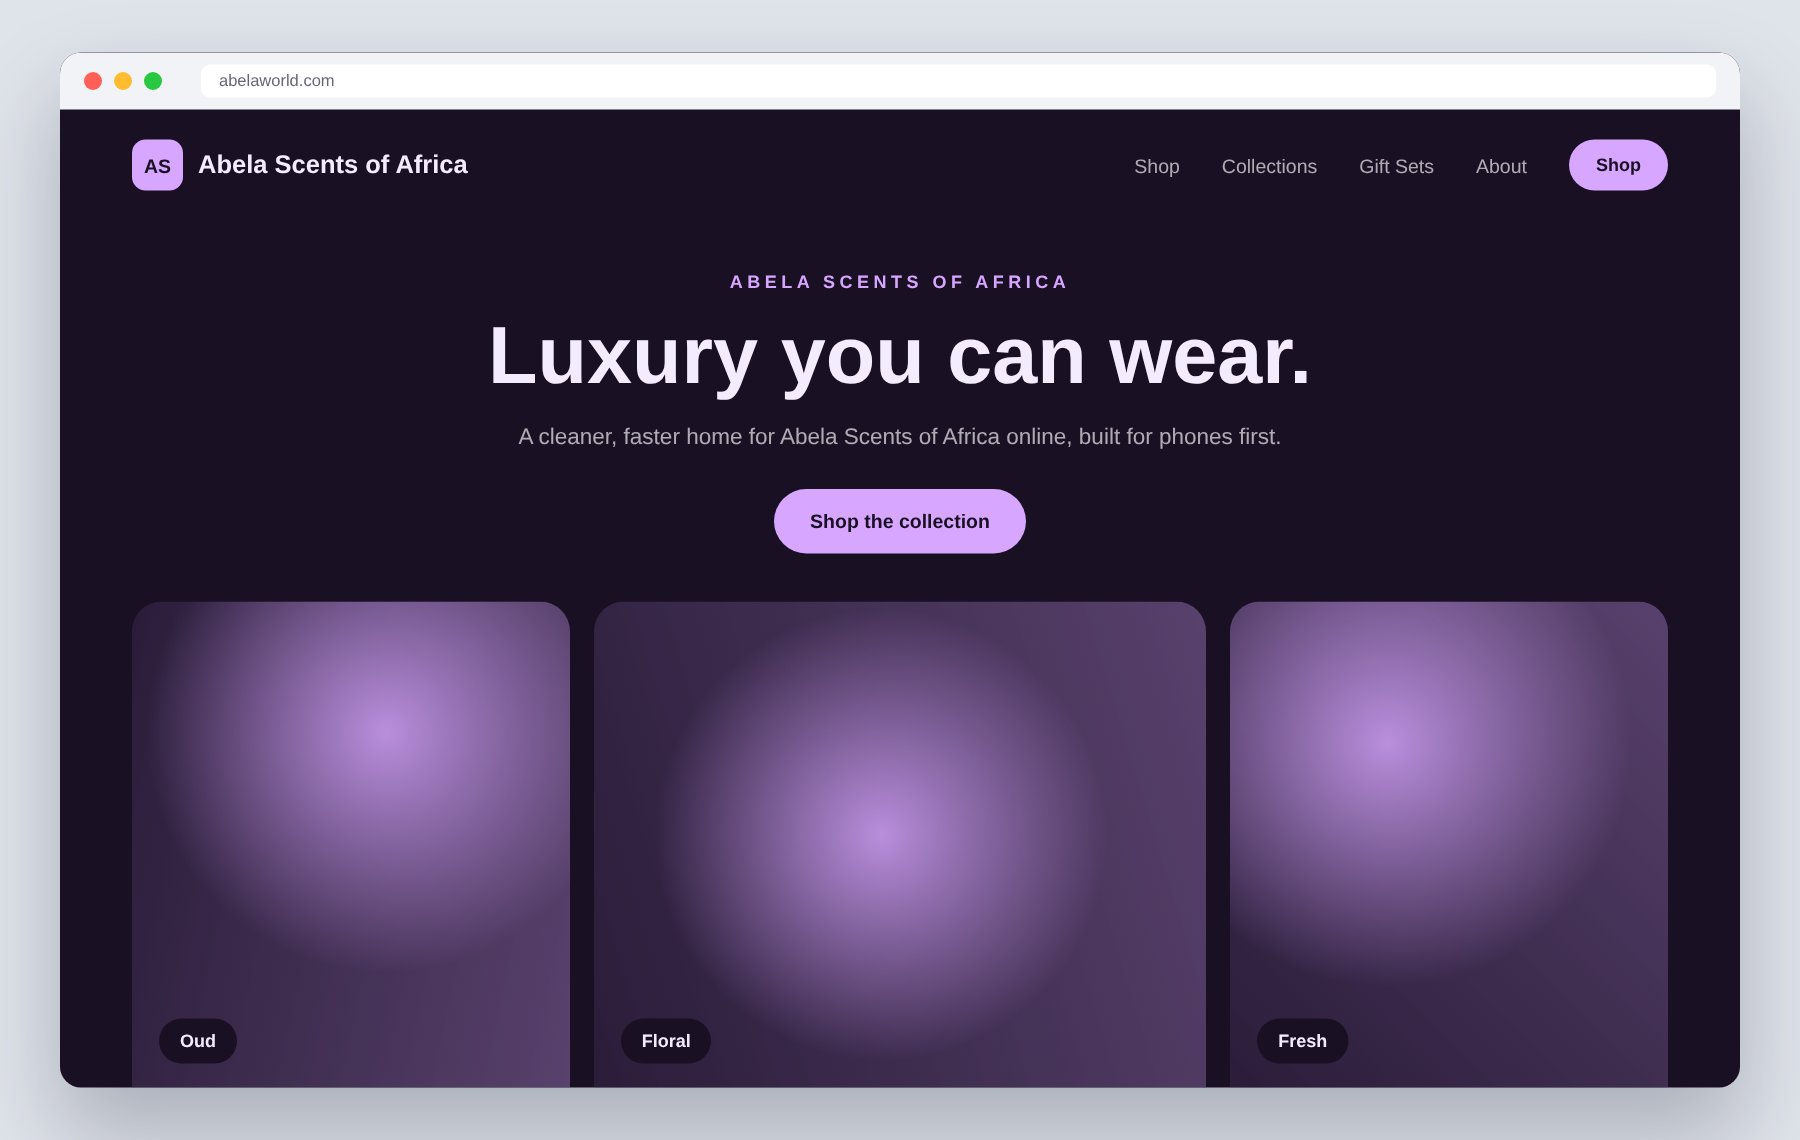 abelaworld.com
AS
Abela Scents of Africa
Shop
Collections
Gift Sets
About
Shop
ABELA SCENTS OF AFRICA
Luxury you can wear.
A cleaner, faster home for Abela Scents of Africa online, built for phones first.
Shop the collection
Oud
Floral
Fresh